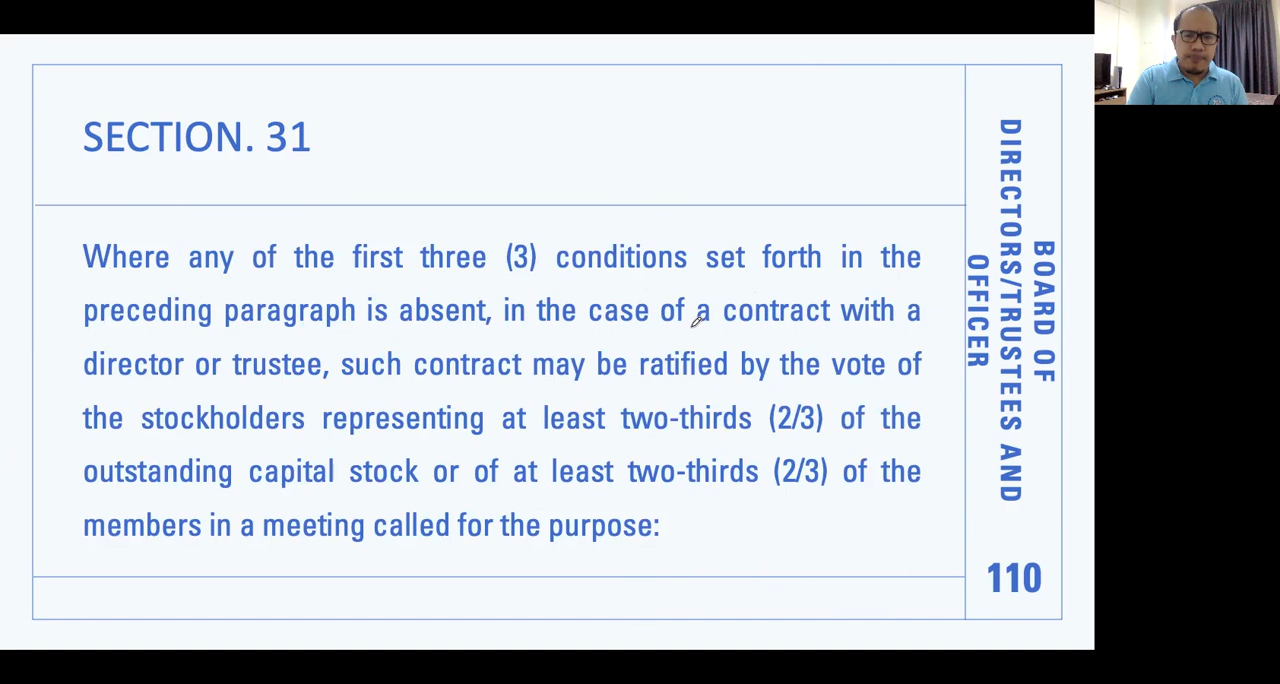 SECTION. 31
Where any of the first three (3) conditions set forth in the
preceding paragraph is absent, in the case of a contract with a
director or trustee, such contract may be ratified by the vote of
the stockholders representing at least two-thirds (2/3) of the
outstanding capital stock or of at least two-thirds (2/3) of the
members in a meeting called for the purpose:
BOARD OF
DIRECTORS/TRUSTEES AND
OFFICER
110